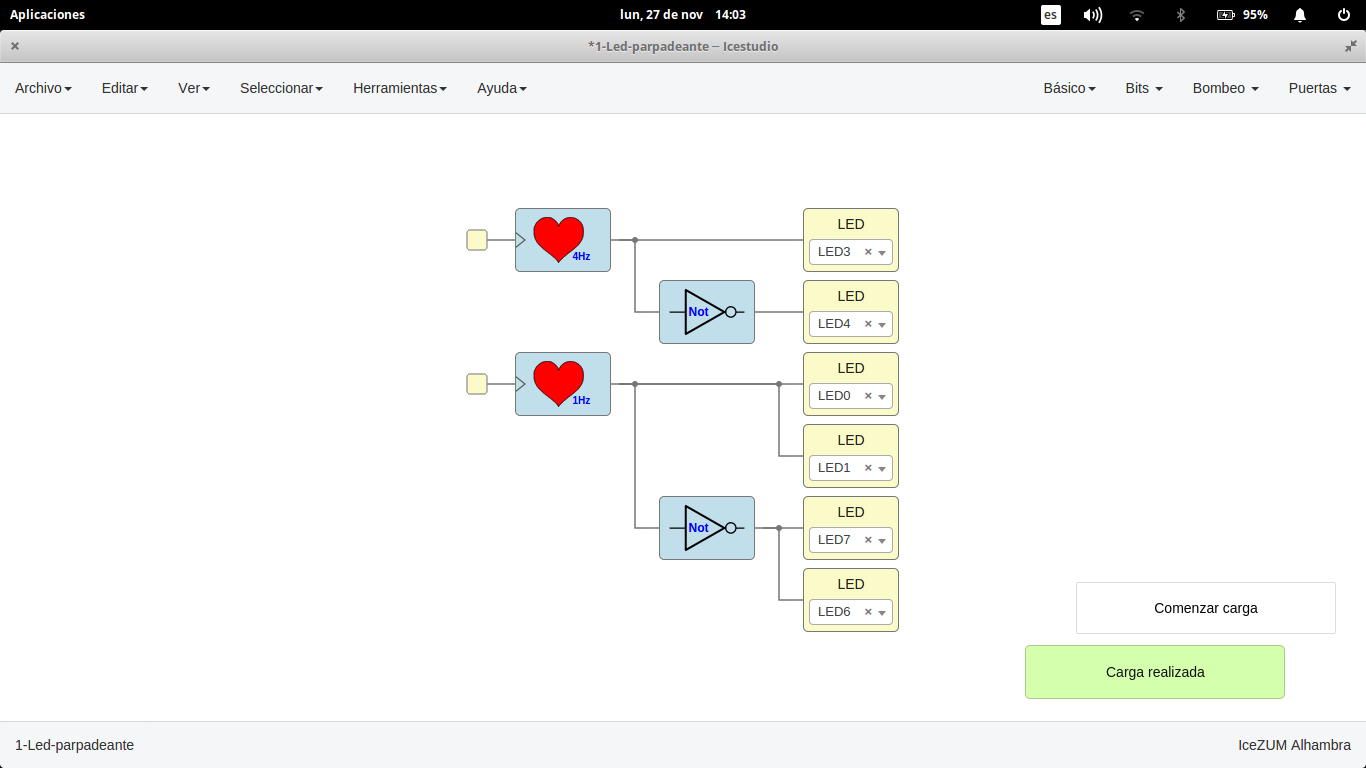 Aplicaciones lun, 27 de nov 14:03 es 95%
*1-Led-parpadeante – Icestudio
Archivo Editar Ver Seleccionar Herramientas Ayuda Básico Bits Bombeo Puertas
4Hz
LED
LED3
Not
LED
LED4
1Hz
LED
LED0
LED
LED1
Not
LED
LED7
LED
LED6
Comenzar carga
Carga realizada
1-Led-parpadeante IceZUM Alhambra